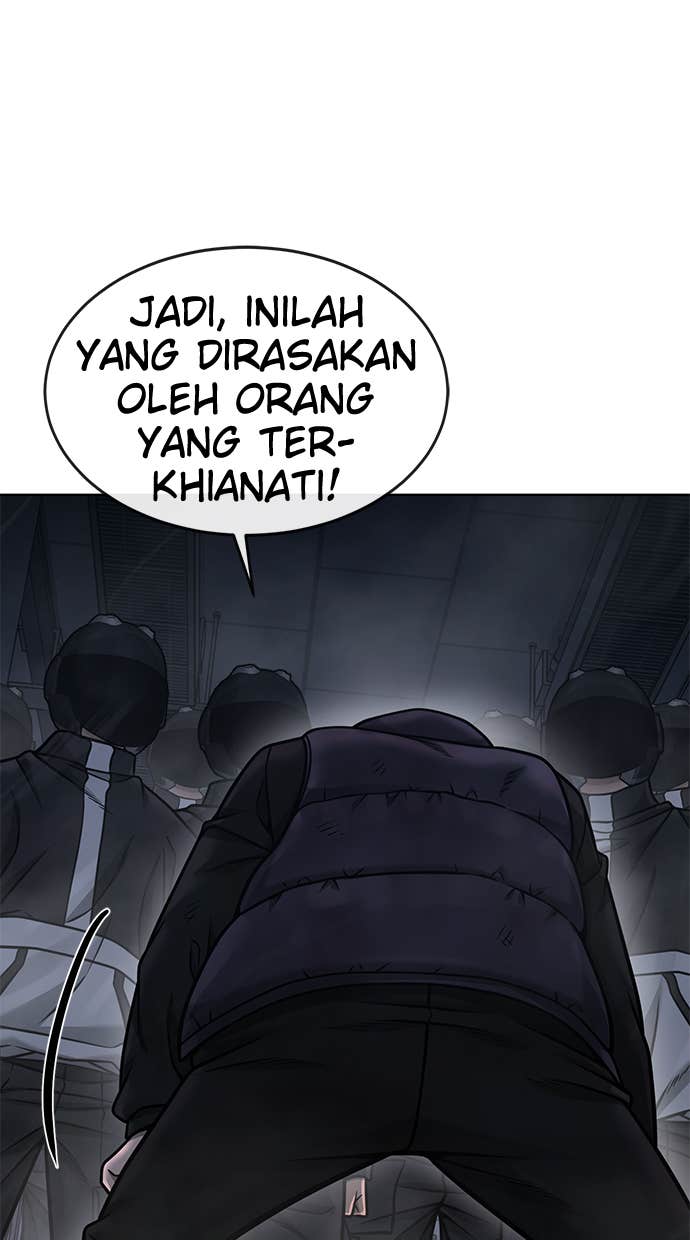 JADI, INILAH
YANG DIRASAKAN
OLEH ORANG
YANG TER-
KHIANATI!